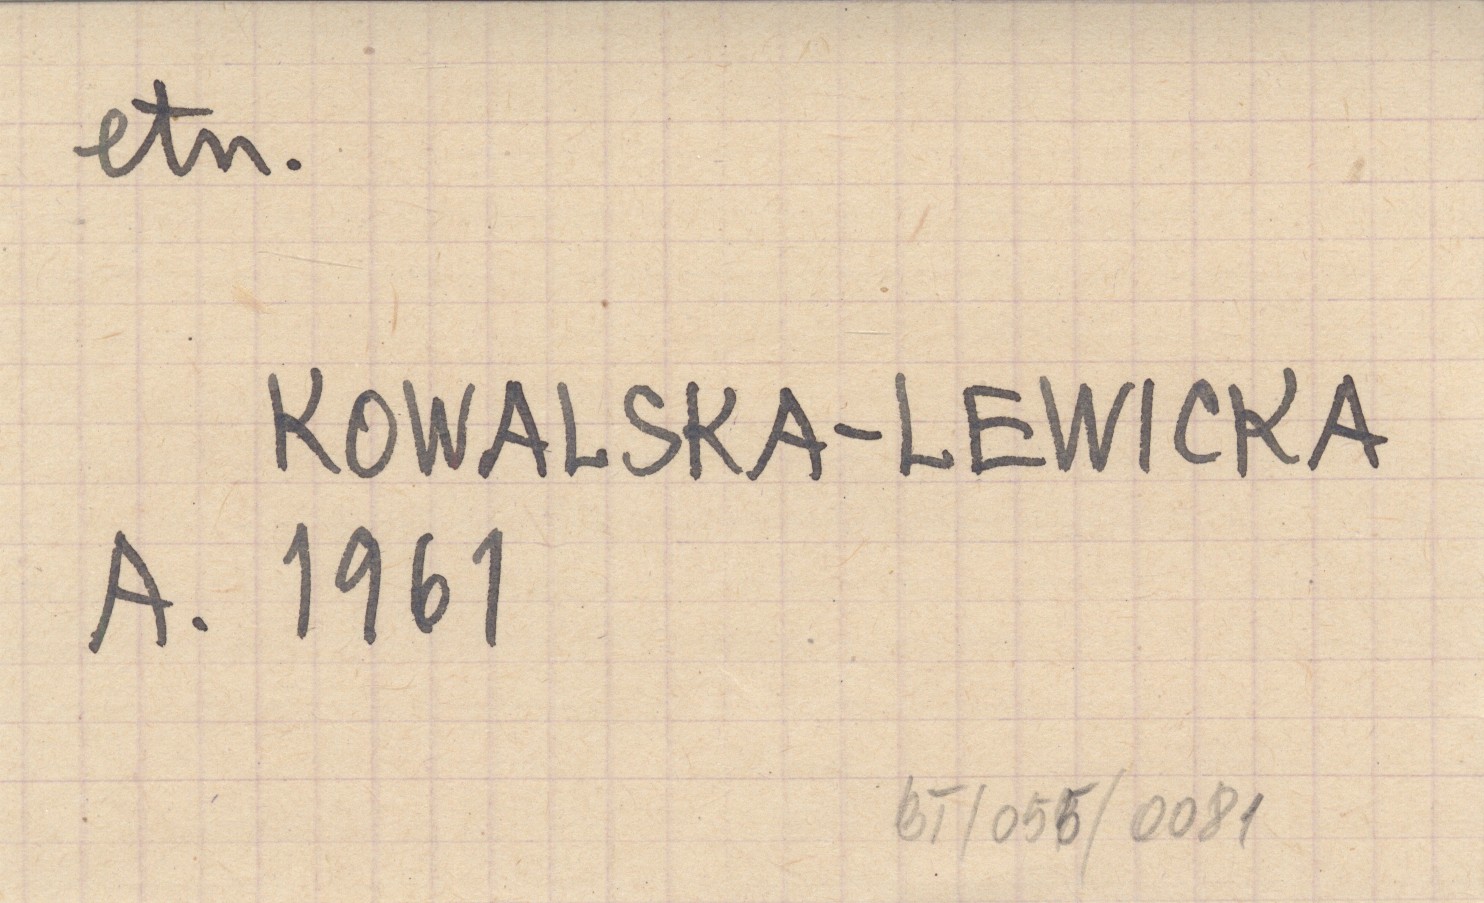 etn.
KOWALSKA-LEWICKA
A. 1961
BT/055/0081